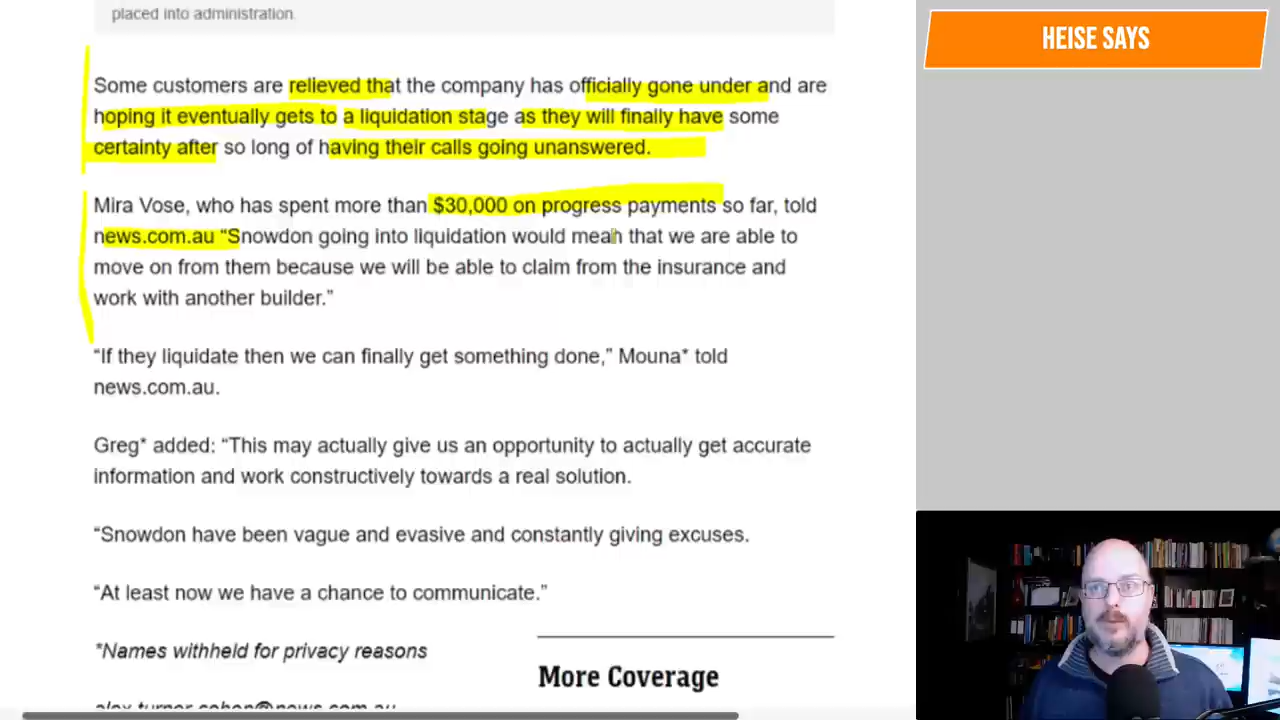 placed into administration.
HEISE SAYS
Some customers are relieved that the company has officially gone under and are
hoping it eventually gets to a liquidation stage as they will finally have some
certainty after so long of having their calls going unanswered.
Mira Vose, who has spent more than $30,000 on progress payments so far, told
news.com.au “Snowdon going into liquidation would mean that we are able to
move on from them because we will be able to claim from the insurance and
work with another builder.”
“If they liquidate then we can finally get something done,” Mouna* told
news.com.au.
Greg* added: “This may actually give us an opportunity to actually get accurate
information and work constructively towards a real solution.
“Snowdon have been vague and evasive and constantly giving excuses.
“At least now we have a chance to communicate.”
*Names withheld for privacy reasons
More Coverage
alex.turner-cohen@news.com.au